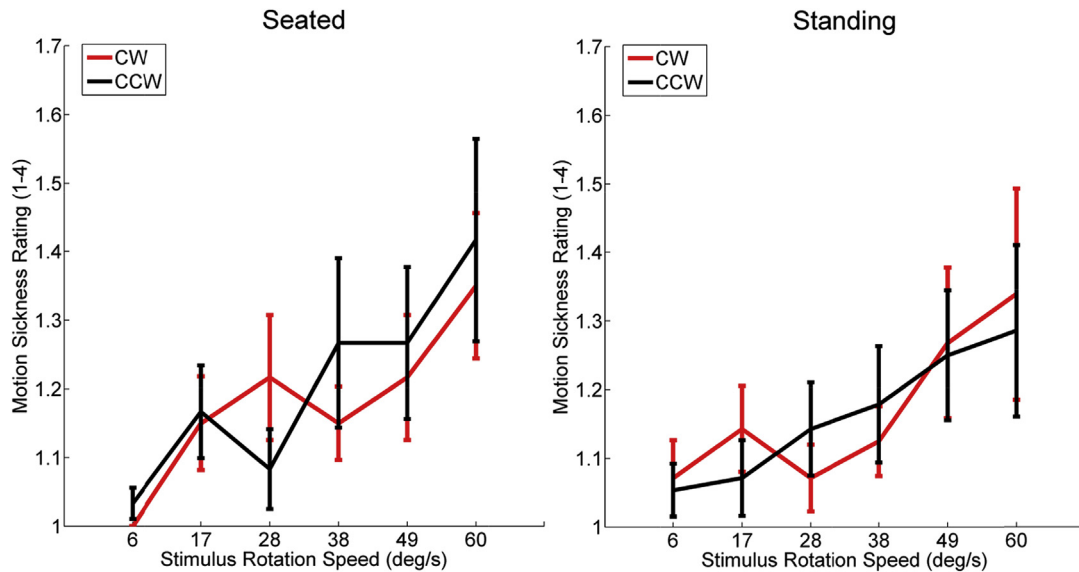 Seated
1.7
1.6
1.5
1.4
1.3
1.2
1.1
1
Motion Sickness Rating (1-4)
CW
CCW
6 17 28 38 49 60
Stimulus Rotation Speed (deg/s)
Standing
1.7
1.6
1.5
1.4
1.3
1.2
1.1
1
Motion Sickness Rating (1-4)
CW
CCW
6 17 28 38 49 60
Stimulus Rotation Speed (deg/s)